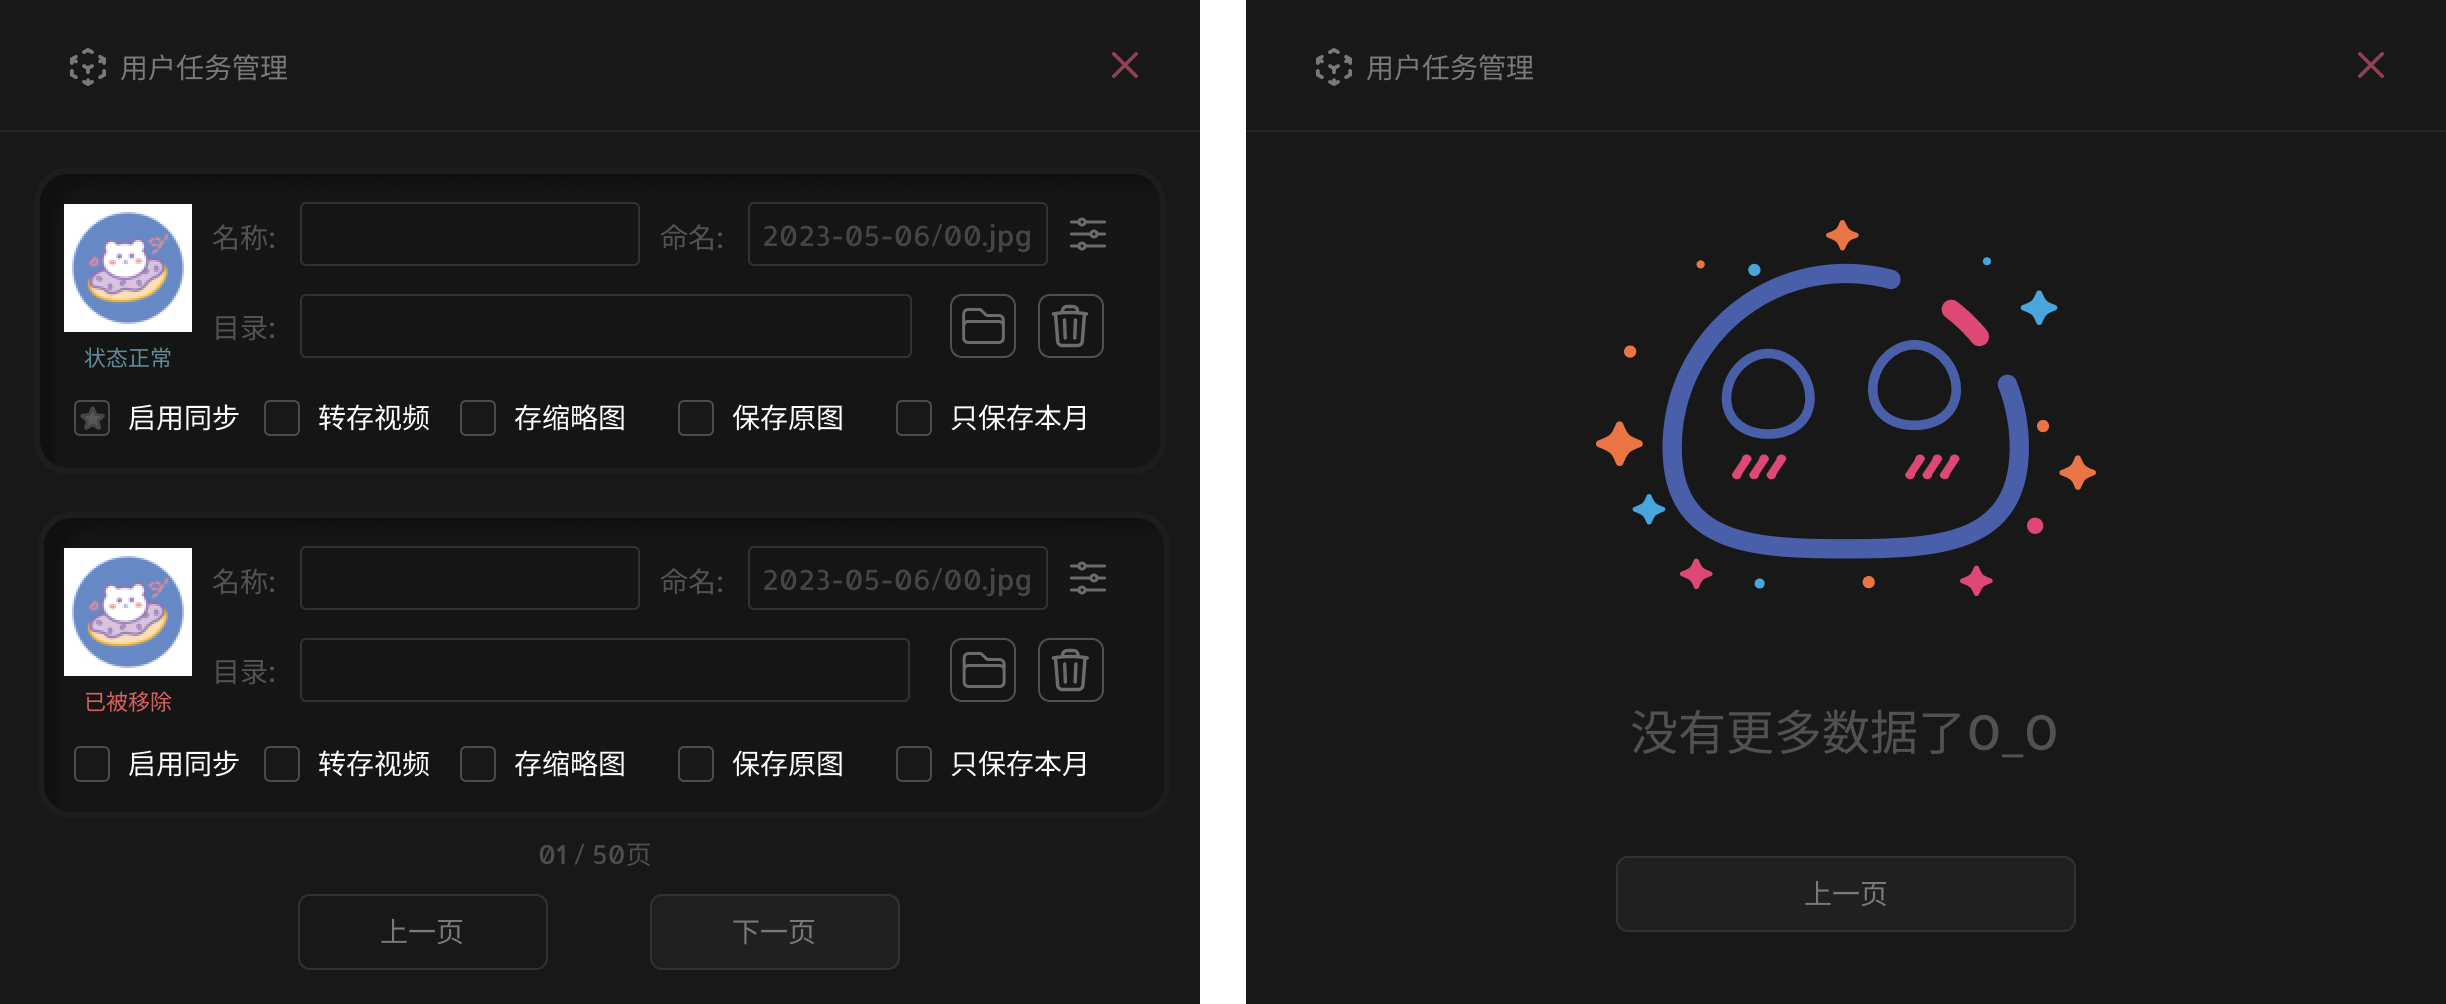 用户任务管理
名称:
命名: 2023-05-06/00.jpg
目录:
状态正常
启用同步 转存视频 存缩略图 保存原图 只保存本月
名称:
命名: 2023-05-06/00.jpg
目录:
已被移除
启用同步 转存视频 存缩略图 保存原图 只保存本月
01 / 50页
上一页 下一页
用户任务管理
没有更多数据了O_O
上一页